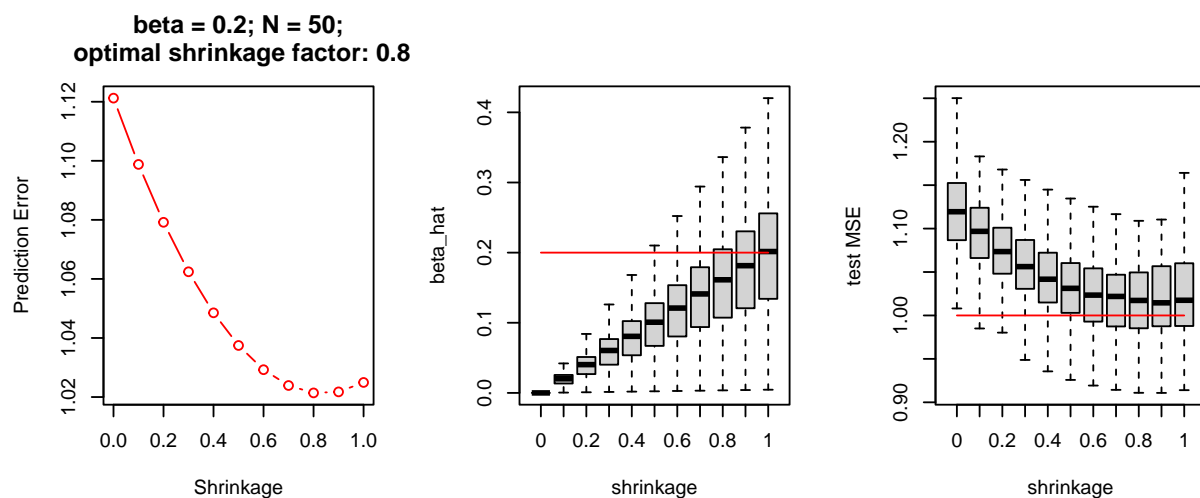 beta = 0.2; N = 50;
optimal shrinkage factor: 0.8
Prediction Error
1.12
1.10
1.08
1.06
1.04
1.02
0.0 0.2 0.4 0.6 0.8 1.0
Shrinkage
beta_hat
0.4
0.3
0.2
0.1
0.0
0 0.2 0.4 0.6 0.8 1
shrinkage
test MSE
1.20
1.10
1.00
0.90
0 0.2 0.4 0.6 0.8 1
shrinkage